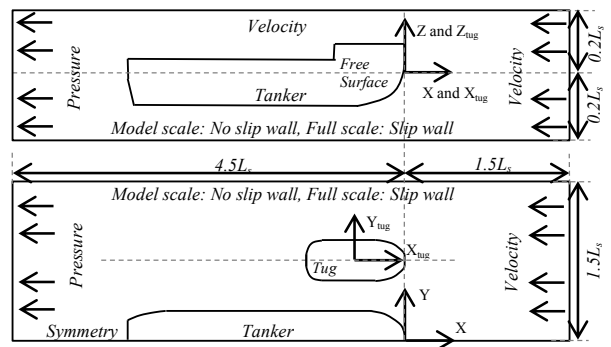 Velocity
Z and Z_tug
Free
Surface
Pressure
Tanker
X and X_tug
Velocity
0.2L_s
0.2L_s
Model scale: No slip wall, Full scale: Slip wall
4.5L_s
1.5L_s
Model scale: No slip wall, Full scale: Slip wall
Pressure
Y_tug
X_tug
Tug
Velocity
1.5L_s
Y
Symmetry
Tanker
X